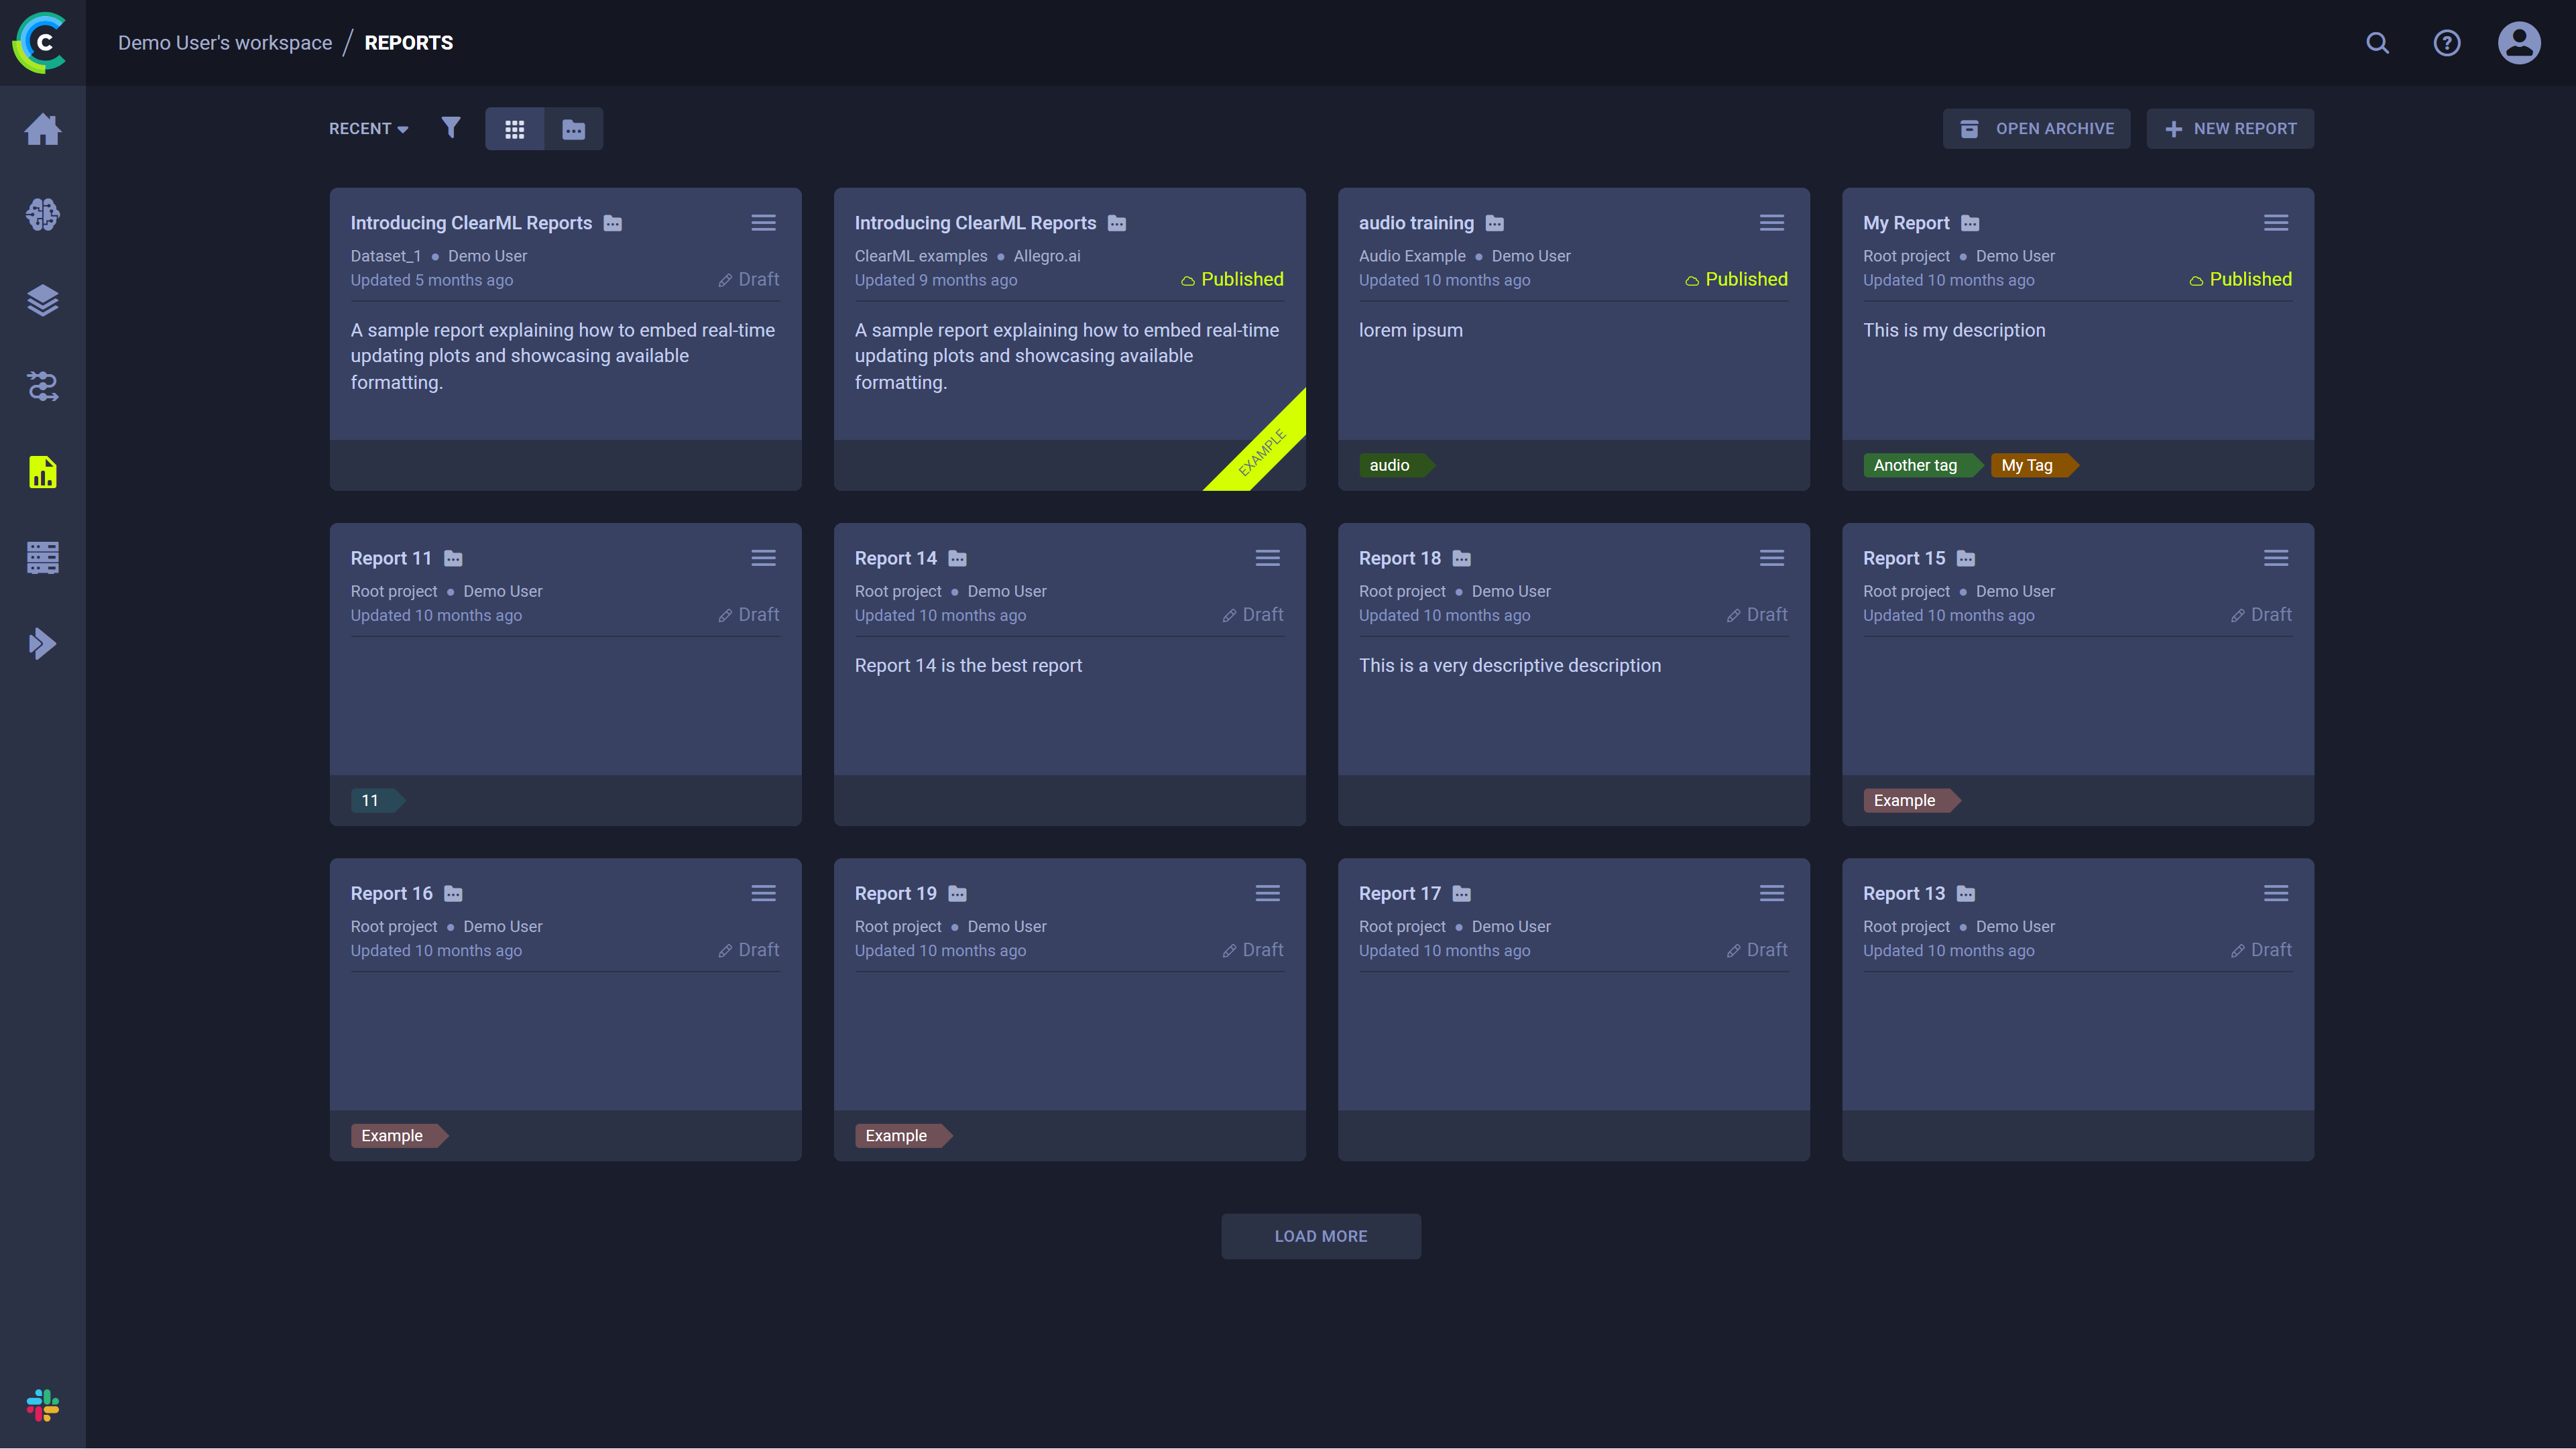 Demo User's workspace / REPORTS
RECENT
OPEN ARCHIVE
NEW REPORT
Introducing ClearML Reports
Dataset_1 • Demo User
Updated 5 months ago
Draft
A sample report explaining how to embed real-time
updating plots and showcasing available
formatting.
Introducing ClearML Reports
ClearML examples • Allegro.ai
Updated 9 months ago
Published
A sample report explaining how to embed real-time
updating plots and showcasing available
formatting.
EXAMPLE
audio training
Audio Example • Demo User
Updated 10 months ago
Published
lorem ipsum
audio
My Report
Root project • Demo User
Updated 10 months ago
Published
This is my description
Another tag
My Tag
Report 11
Root project • Demo User
Updated 10 months ago
Draft
11
Report 14
Root project • Demo User
Updated 10 months ago
Draft
Report 14 is the best report
Report 18
Root project • Demo User
Updated 10 months ago
Draft
This is a very descriptive description
Report 15
Root project • Demo User
Updated 10 months ago
Draft
Example
Report 16
Root project • Demo User
Updated 10 months ago
Draft
Example
Report 19
Root project • Demo User
Updated 10 months ago
Draft
Example
Report 17
Root project • Demo User
Updated 10 months ago
Draft
Report 13
Root project • Demo User
Updated 10 months ago
Draft
LOAD MORE